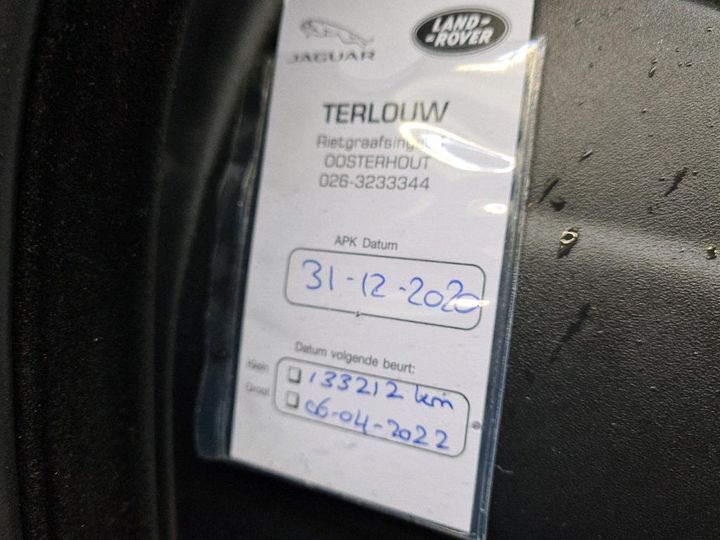 JAGUAR
LAND-
-ROVER
TERLOUW
Rietgraafsingel
OOSTERHOUT
026-3233344
APK Datum
31-12-2020
Datum volgende beurt:
Klein 133212 km
Groot 06-04-2022